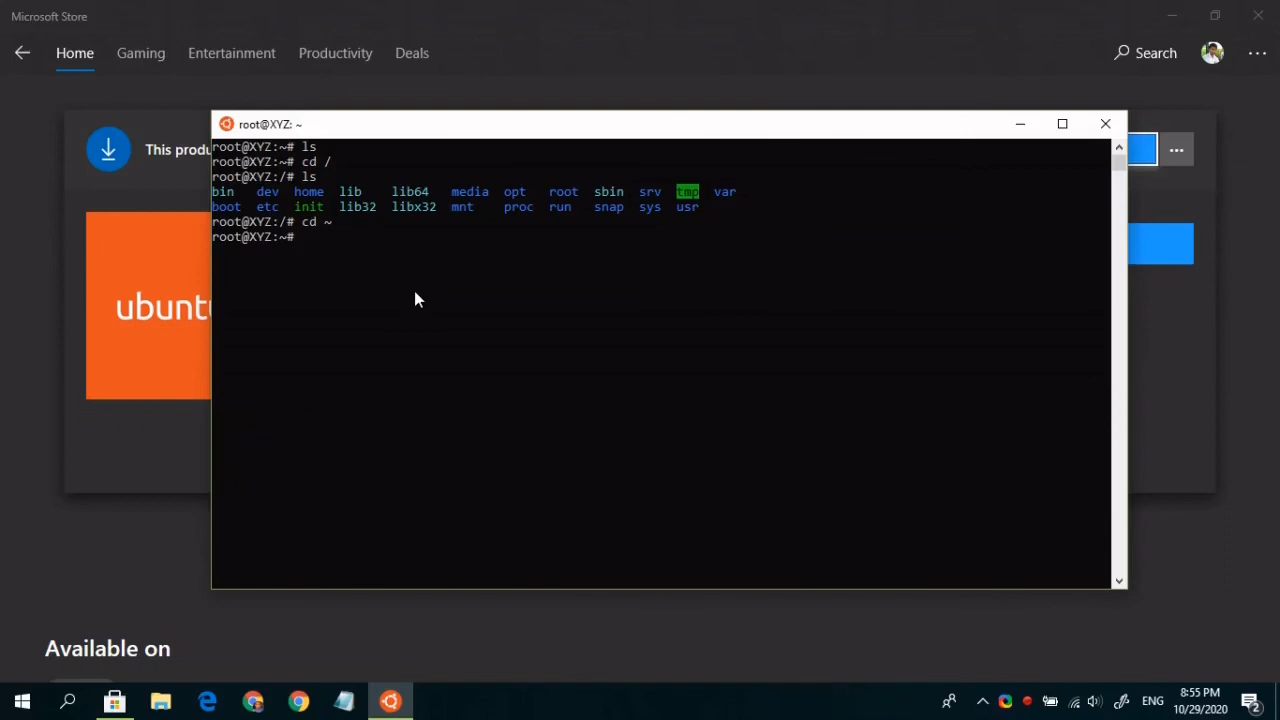 Microsoft Store
Home Gaming Entertainment Productivity Deals Search
This produ
ubuntu
root@XYZ: ~
root@XYZ:~# ls
root@XYZ:~# cd /
root@XYZ:/# ls
bin dev home lib lib64 media opt root sbin srv tmp var
boot etc init lib32 libx32 mnt proc run snap sys usr
root@XYZ:/# cd ~
root@XYZ:~#
Available on
ENG
8:55 PM
10/29/2020
2